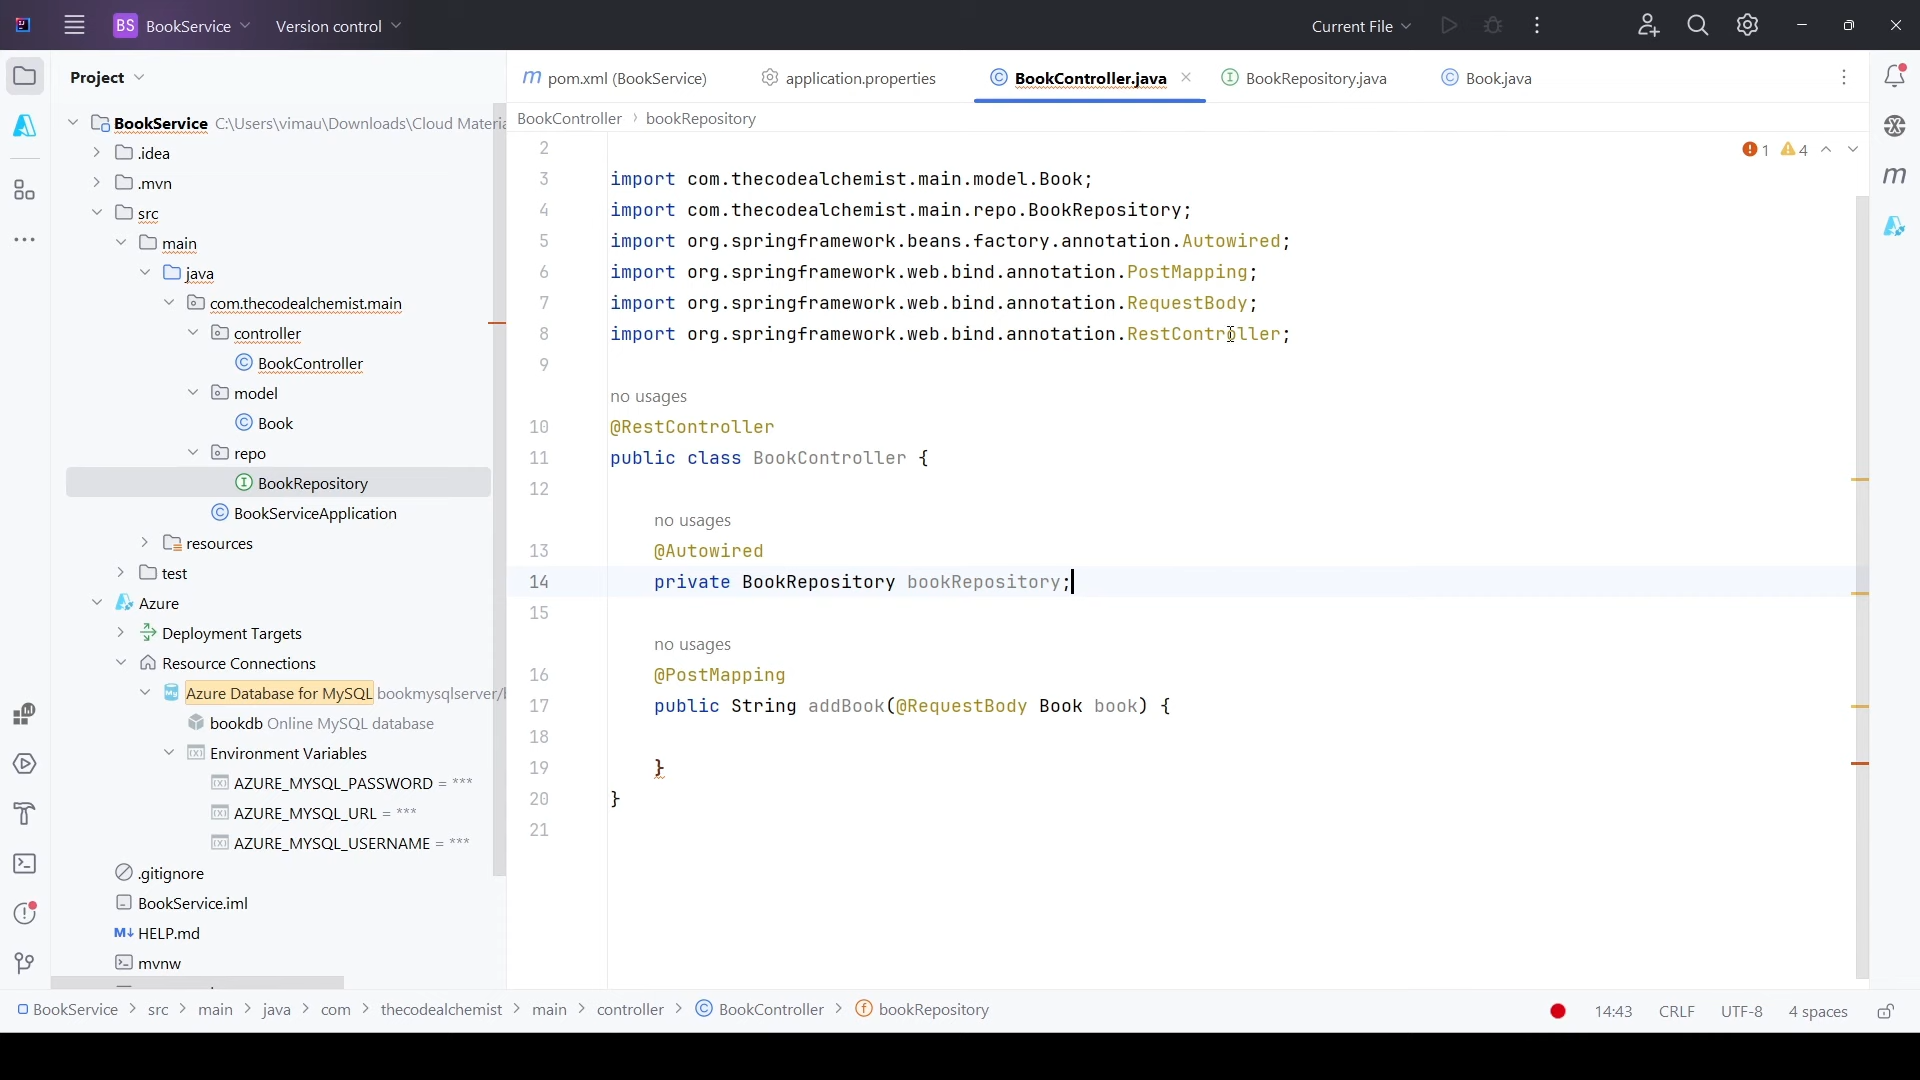 BS BookService Version control Current File
Project
pom.xml (BookService) application.properties BookController.java BookRepository.java Book.java
BookController › bookRepository
BookService C:\Users\vimau\Downloads\Cloud Materia
.idea
.mvn
src
main
java
com.thecodealchemist.main
controller
BookController
model
Book
repo
BookRepository
BookServiceApplication
resources
test
Azure
Deployment Targets
Resource Connections
Azure Database for MySQL bookmysqlserver/b
bookdb Online MySQL database
Environment Variables
AZURE_MYSQL_PASSWORD = ***
AZURE_MYSQL_URL = ***
AZURE_MYSQL_USERNAME = ***
.gitignore
BookService.iml
M↓ HELP.md
mvnw
1 4
2
3 import com.thecodealchemist.main.model.Book;
4 import com.thecodealchemist.main.repo.BookRepository;
5 import org.springframework.beans.factory.annotation.Autowired;
6 import org.springframework.web.bind.annotation.PostMapping;
7 import org.springframework.web.bind.annotation.RequestBody;
8 import org.springframework.web.bind.annotation.RestController;
9
no usages
10 @RestController
11 public class BookController {
12
no usages
13 @Autowired
14 private BookRepository bookRepository;
15
no usages
16 @PostMapping
17 public String addBook(@RequestBody Book book) {
18
19 }
20 }
21
BookService › src › main › java › com › thecodealchemist › main › controller › BookController › bookRepository
14:43 CRLF UTF-8 4 spaces